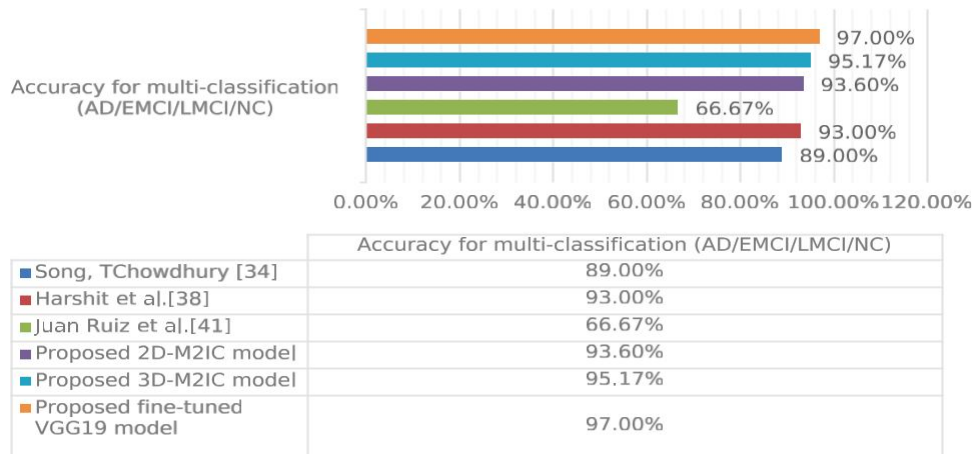 97.00%
95.17%
Accuracy for multi-classification
(AD/EMCI/LMCI/NC)
93.60%
66.67%
93.00%
89.00%
0.00% 20.00% 40.00% 60.00% 80.00% 100.00% 120.00%
Accuracy for multi-classification (AD/EMCI/LMCI/NC)
Song, TChowdhury [34] 89.00%
Harshit et al.[38] 93.00%
Juan Ruiz et al.[41] 66.67%
Proposed 2D-M2IC model 93.60%
Proposed 3D-M2IC model 95.17%
Proposed fine-tuned
VGG19 model 97.00%